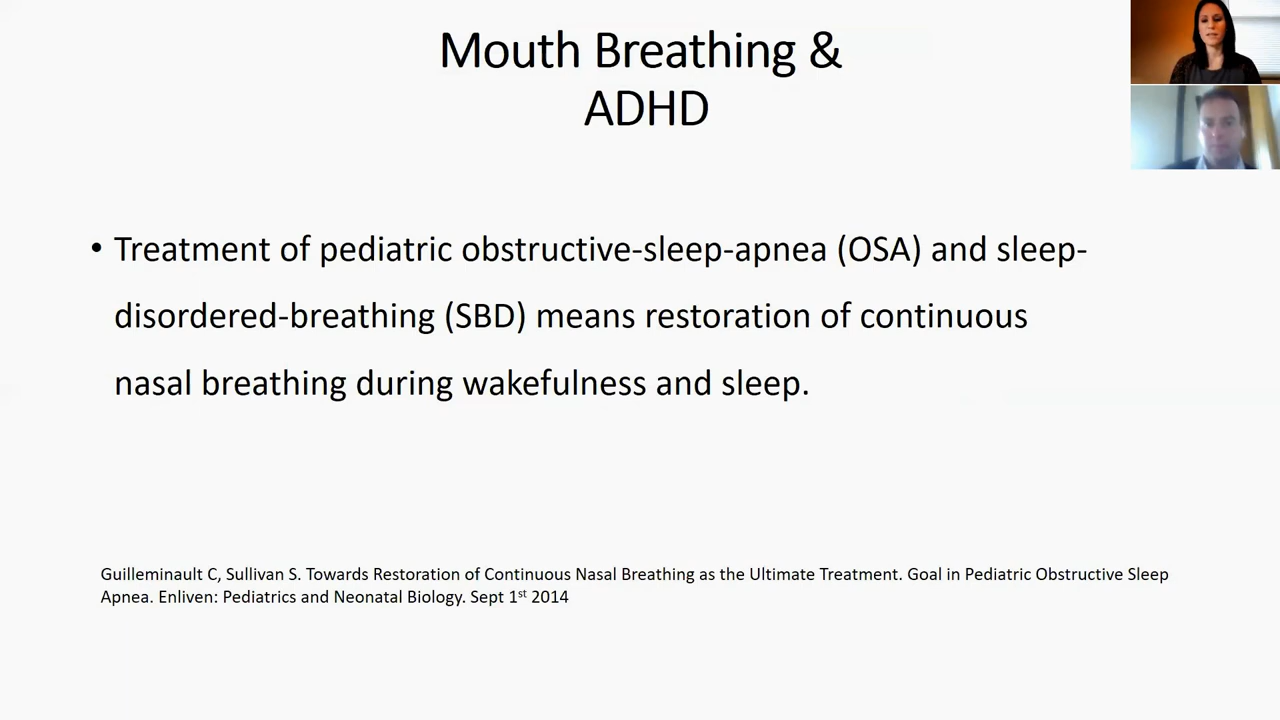 Mouth Breathing &
ADHD
• Treatment of pediatric obstructive-sleep-apnea (OSA) and sleep-
disordered-breathing (SBD) means restoration of continuous
nasal breathing during wakefulness and sleep.
Guilleminault C, Sullivan S. Towards Restoration of Continuous Nasal Breathing as the Ultimate Treatment. Goal in Pediatric Obstructive Sleep
Apnea. Enliven: Pediatrics and Neonatal Biology. Sept 1st 2014